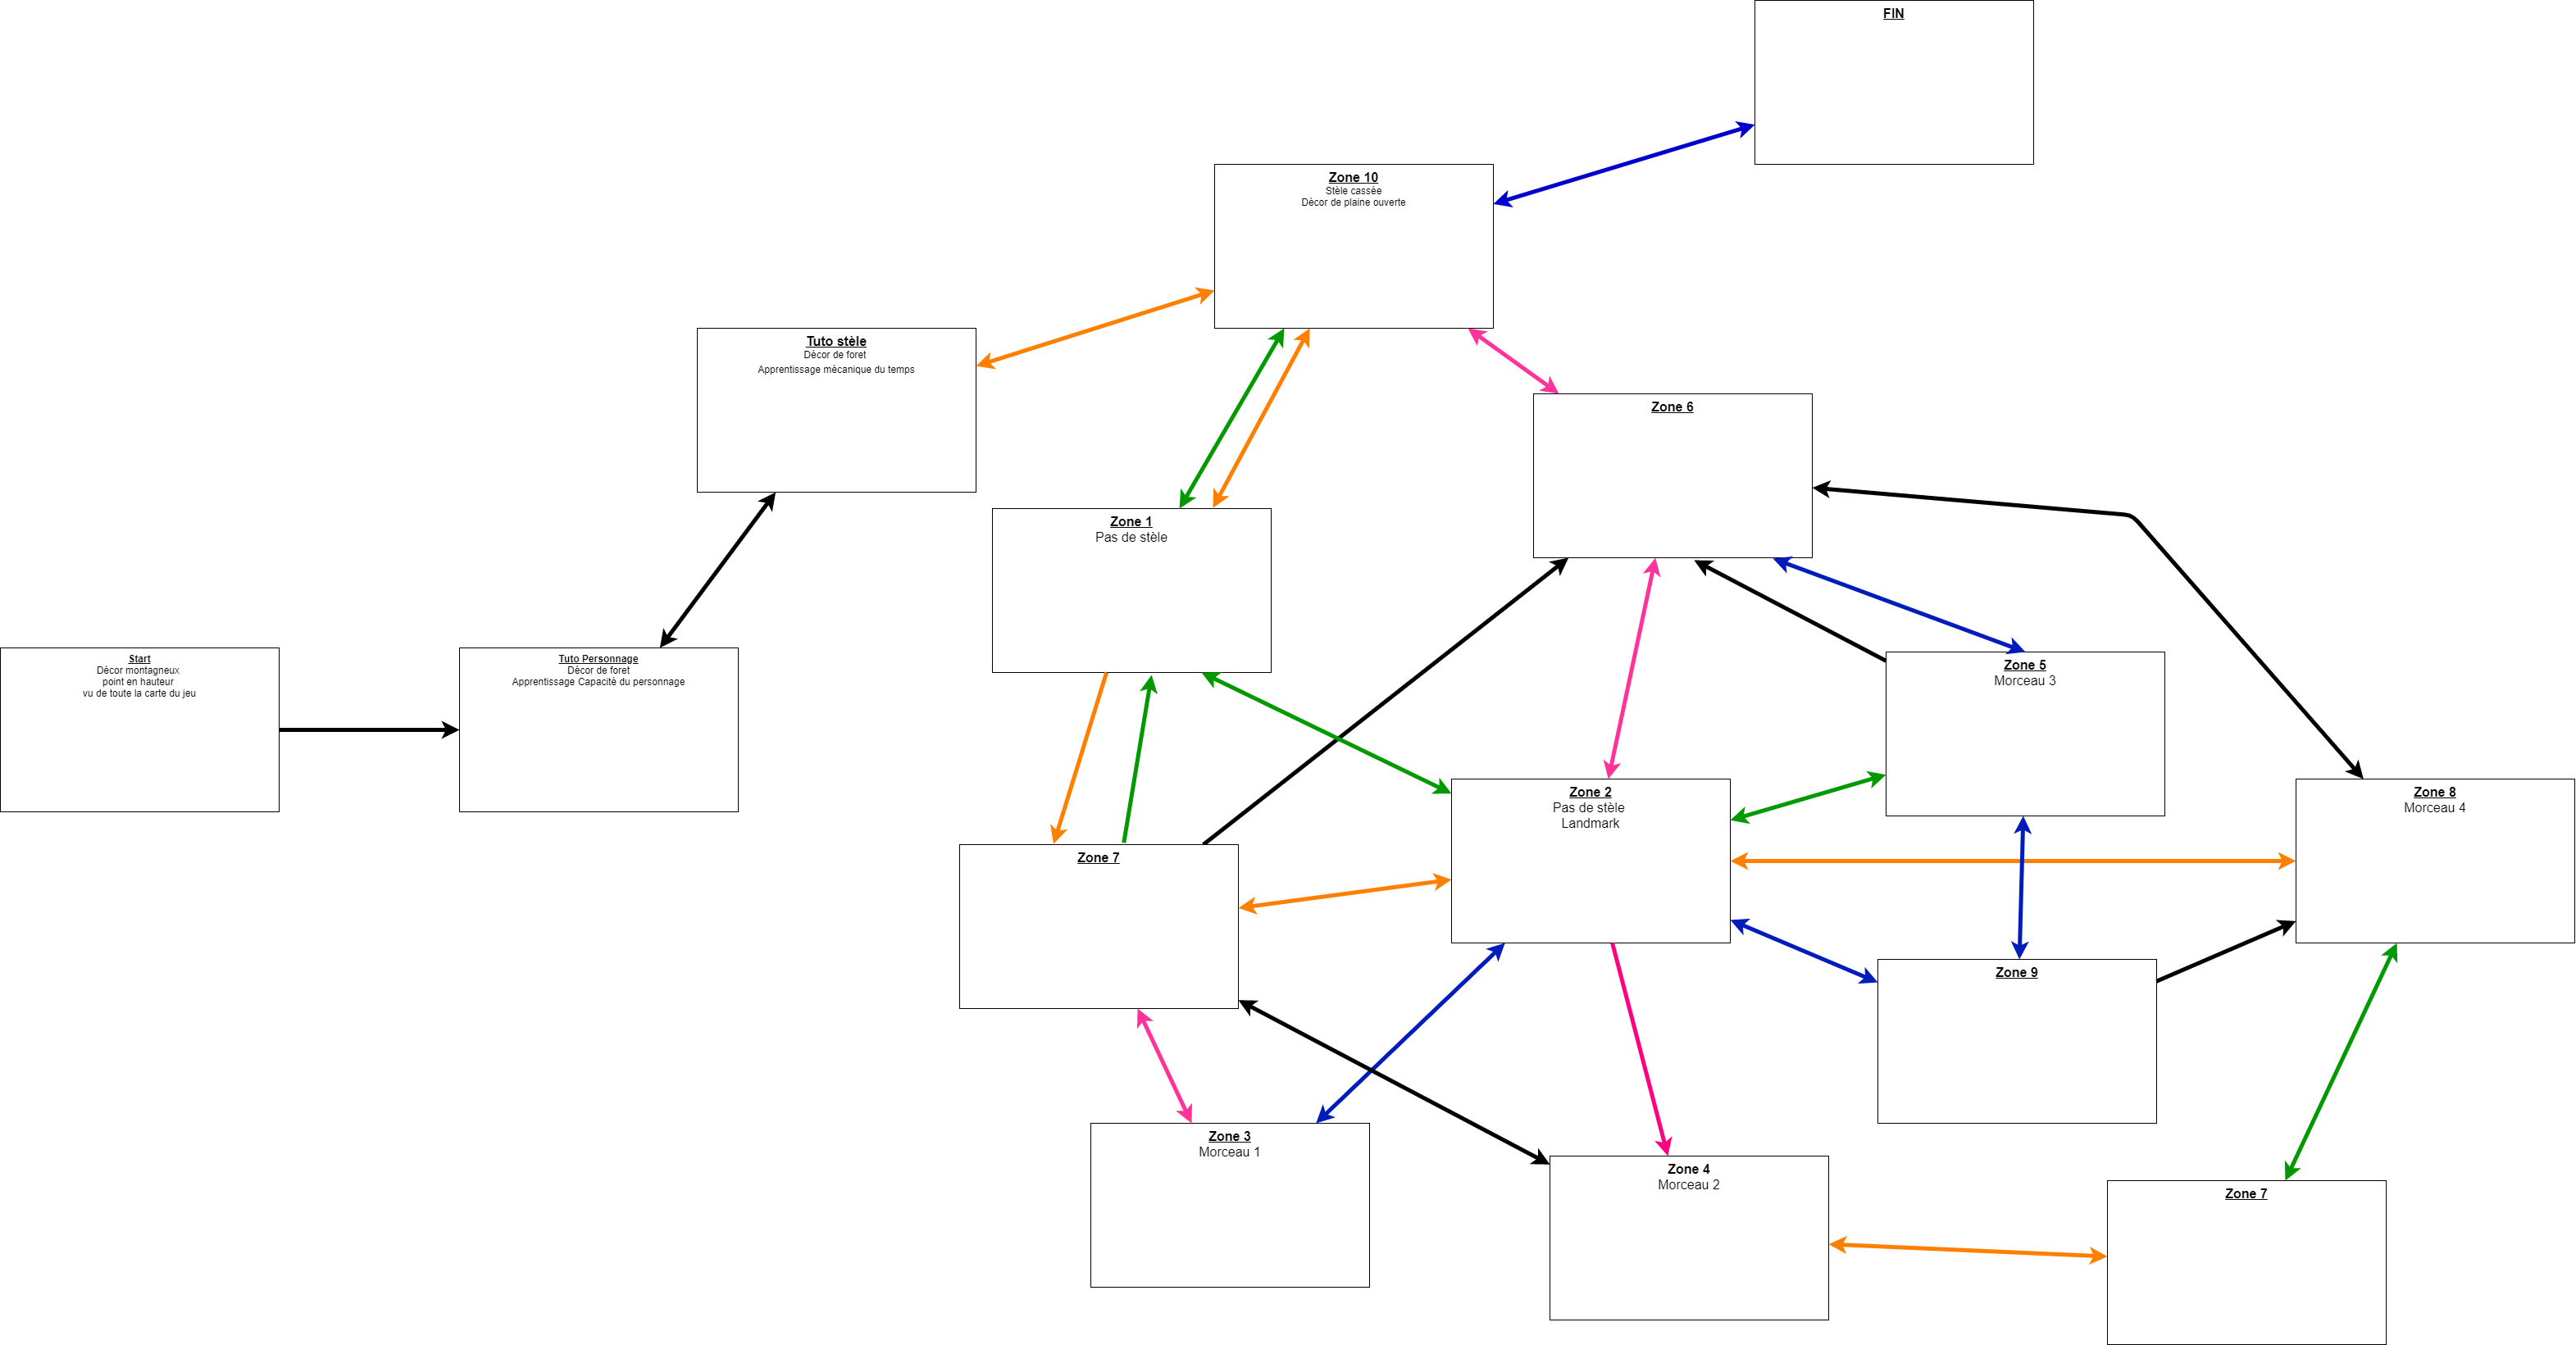 FIN
Zone 10
Stèle cassée
Décor de plaine ouverte
Tuto stèle
Décor de foret
Apprentissage mécanique du temps
Zone 6
Zone 1
Pas de stèle
Start
Décor montagneux
point en hauteur
vu de toute la carte du jeu
Tuto Personnage
Décor de foret
Apprentissage Capacité du personnage
Zone 5
Morceau 3
Zone 2
Pas de stèle
Landmark
Zone 8
Morceau 4
Zone 7
Zone 9
Zone 3
Morceau 1
Zone 4
Morceau 2
Zone 7